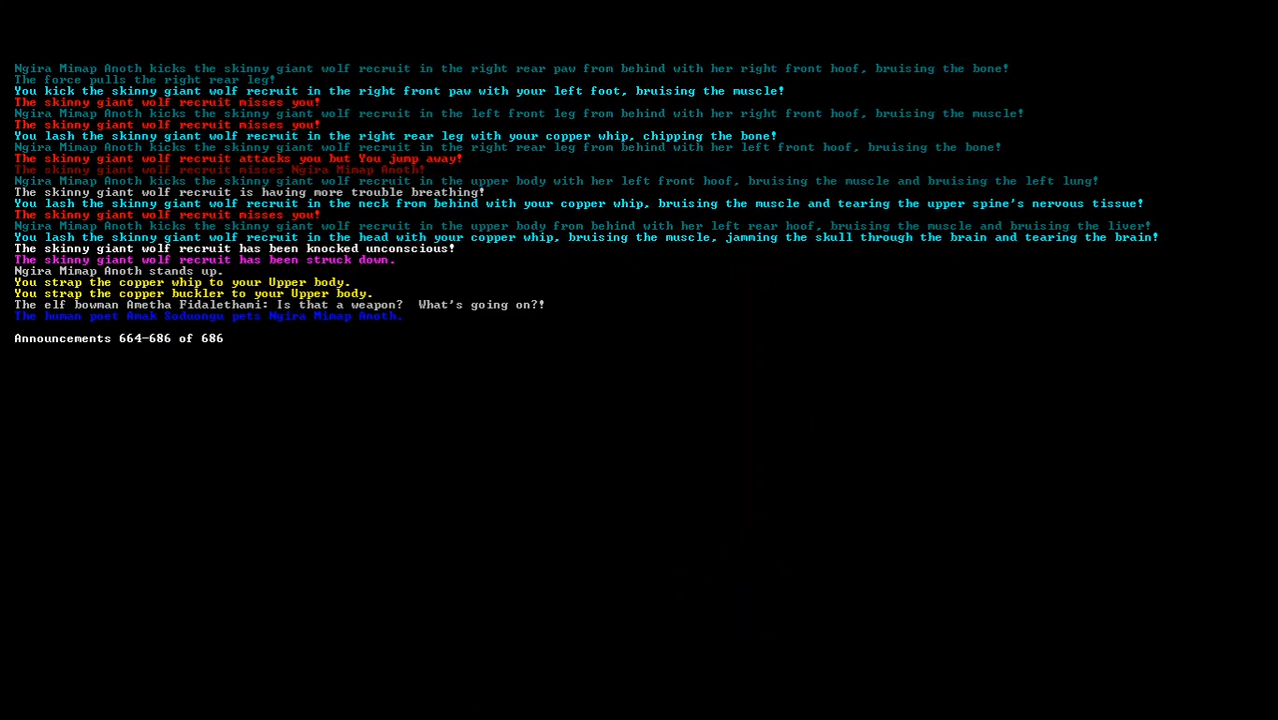 Ngira Mimap Anoth kicks the skinny giant wolf recruit in the right rear paw from behind with her right front hoof, bruising the bone!
The force pulls the right rear leg!
You kick the skinny giant wolf recruit in the right front paw with your left foot, bruising the muscle!
The skinny giant wolf recruit misses you!
Ngira Mimap Anoth kicks the skinny giant wolf recruit in the left front leg from behind with her right front hoof, bruising the muscle!
The skinny giant wolf recruit misses you!
You lash the skinny giant wolf recruit in the right rear leg with your copper whip, chipping the bone!
Ngira Mimap Anoth kicks the skinny giant wolf recruit in the right rear leg from behind with her left front hoof, bruising the bone!
The skinny giant wolf recruit attacks you but You jump away!
The skinny giant wolf recruit misses Ngira Mimap Anoth!
Ngira Mimap Anoth kicks the skinny giant wolf recruit in the upper body with her left front hoof, bruising the muscle and bruising the left lung!
The skinny giant wolf recruit is having more trouble breathing!
You lash the skinny giant wolf recruit in the neck from behind with your copper whip, bruising the muscle and tearing the upper spine's nervous tissue!
The skinny giant wolf recruit misses you!
Ngira Mimap Anoth kicks the skinny giant wolf recruit in the upper body from behind with her left rear hoof, bruising the muscle and bruising the liver!
You lash the skinny giant wolf recruit in the head with your copper whip, bruising the muscle, jamming the skull through the brain and tearing the brain!
The skinny giant wolf recruit has been knocked unconscious!
The skinny giant wolf recruit has been struck down.
Ngira Mimap Anoth stands up.
You strap the copper whip to your Upper body.
You strap the copper buckler to your Upper body.
The elf bowman Ametha Fidalethami: Is that a weapon?  What's going on?!
The human poet Amak Soduongu pets Ngira Mimap Anoth.
Announcements 664-686 of 686